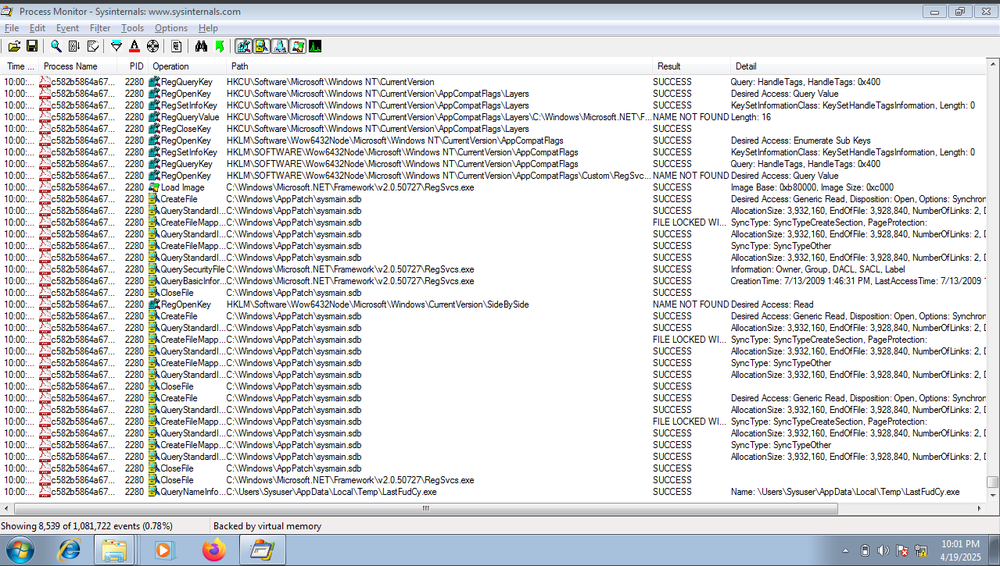 Process Monitor - Sysinternals: www.sysinternals.com
File Edit Event Filter Tools Options Help
Time ... Process Name PID Operation Path Result Detail
10:00:... c582b5864a67... 2280 RegQueryKey HKCU\Software\Microsoft\Windows NT\CurrentVersion SUCCESS Query: HandleTags, HandleTags: 0x400
10:00:... c582b5864a67... 2280 RegOpenKey HKCU\Software\Microsoft\Windows NT\CurrentVersion\AppCompatFlags\Layers SUCCESS Desired Access: Query Value
10:00:... c582b5864a67... 2280 RegSetInfoKey HKCU\Software\Microsoft\Windows NT\CurrentVersion\AppCompatFlags\Layers SUCCESS KeySetInformationClass: KeySetHandleTagsInformation, Length: 0
10:00:... c582b5864a67... 2280 RegQueryValue HKCU\Software\Microsoft\Windows NT\CurrentVersion\AppCompatFlags\Layers\C:\Windows\Microsoft.NET\F... NAME NOT FOUND Length: 16
10:00:... c582b5864a67... 2280 RegCloseKey HKCU\Software\Microsoft\Windows NT\CurrentVersion\AppCompatFlags\Layers SUCCESS
10:00:... c582b5864a67... 2280 RegOpenKey HKLM\Software\Wow6432Node\Microsoft\Windows NT\CurrentVersion\AppCompatFlags SUCCESS Desired Access: Enumerate Sub Keys
10:00:... c582b5864a67... 2280 RegSetInfoKey HKLM\SOFTWARE\Wow6432Node\Microsoft\Windows NT\CurrentVersion\AppCompatFlags SUCCESS KeySetInformationClass: KeySetHandleTagsInformation, Length: 0
10:00:... c582b5864a67... 2280 RegQueryKey HKLM\SOFTWARE\Wow6432Node\Microsoft\Windows NT\CurrentVersion\AppCompatFlags SUCCESS Query: HandleTags, HandleTags: 0x400
10:00:... c582b5864a67... 2280 RegOpenKey HKLM\SOFTWARE\Wow6432Node\Microsoft\Windows NT\CurrentVersion\AppCompatFlags\Custom\RegSvc... NAME NOT FOUND Desired Access: Query Value
10:00:... c582b5864a67... 2280 Load Image C:\Windows\Microsoft.NET\Framework\v2.0.50727\RegSvcs.exe SUCCESS Image Base: 0xb80000, Image Size: 0xc000
10:00:... c582b5864a67... 2280 CreateFile C:\Windows\AppPatch\sysmain.sdb SUCCESS Desired Access: Generic Read, Disposition: Open, Options: Synchron
10:00:... c582b5864a67... 2280 QueryStandardI... C:\Windows\AppPatch\sysmain.sdb SUCCESS AllocationSize: 3,932,160, EndOfFile: 3,928,840, NumberOfLinks: 2, D
10:00:... c582b5864a67... 2280 CreateFileMapp... C:\Windows\AppPatch\sysmain.sdb FILE LOCKED WI... SyncType: SyncTypeCreateSection, PageProtection:
10:00:... c582b5864a67... 2280 QueryStandardI... C:\Windows\AppPatch\sysmain.sdb SUCCESS AllocationSize: 3,932,160, EndOfFile: 3,928,840, NumberOfLinks: 2, D
10:00:... c582b5864a67... 2280 CreateFileMapp... C:\Windows\AppPatch\sysmain.sdb SUCCESS SyncType: SyncTypeOther
10:00:... c582b5864a67... 2280 QueryStandardI... C:\Windows\AppPatch\sysmain.sdb SUCCESS AllocationSize: 3,932,160, EndOfFile: 3,928,840, NumberOfLinks: 2, D
10:00:... c582b5864a67... 2280 QuerySecurityFile C:\Windows\Microsoft.NET\Framework\v2.0.50727\RegSvcs.exe SUCCESS Information: Owner, Group, DACL, SACL, Label
10:00:... c582b5864a67... 2280 QueryBasicInfor... C:\Windows\Microsoft.NET\Framework\v2.0.50727\RegSvcs.exe SUCCESS CreationTime: 7/13/2009 1:46:31 PM, LastAccessTime: 7/13/2009 1
10:00:... c582b5864a67... 2280 CloseFile C:\Windows\AppPatch\sysmain.sdb SUCCESS
10:00:... c582b5864a67... 2280 RegOpenKey HKLM\Software\Wow6432Node\Microsoft\Windows\CurrentVersion\SideBySide NAME NOT FOUND Desired Access: Read
10:00:... c582b5864a67... 2280 CreateFile C:\Windows\AppPatch\sysmain.sdb SUCCESS Desired Access: Generic Read, Disposition: Open, Options: Synchron
10:00:... c582b5864a67... 2280 QueryStandardI... C:\Windows\AppPatch\sysmain.sdb SUCCESS AllocationSize: 3,932,160, EndOfFile: 3,928,840, NumberOfLinks: 2, D
10:00:... c582b5864a67... 2280 CreateFileMapp... C:\Windows\AppPatch\sysmain.sdb FILE LOCKED WI... SyncType: SyncTypeCreateSection, PageProtection:
10:00:... c582b5864a67... 2280 QueryStandardI... C:\Windows\AppPatch\sysmain.sdb SUCCESS AllocationSize: 3,932,160, EndOfFile: 3,928,840, NumberOfLinks: 2, D
10:00:... c582b5864a67... 2280 CreateFileMapp... C:\Windows\AppPatch\sysmain.sdb SUCCESS SyncType: SyncTypeOther
10:00:... c582b5864a67... 2280 QueryStandardI... C:\Windows\AppPatch\sysmain.sdb SUCCESS AllocationSize: 3,932,160, EndOfFile: 3,928,840, NumberOfLinks: 2, D
10:00:... c582b5864a67... 2280 CloseFile C:\Windows\AppPatch\sysmain.sdb SUCCESS
10:00:... c582b5864a67... 2280 CreateFile C:\Windows\AppPatch\sysmain.sdb SUCCESS Desired Access: Generic Read, Disposition: Open, Options: Synchron
10:00:... c582b5864a67... 2280 QueryStandardI... C:\Windows\AppPatch\sysmain.sdb SUCCESS AllocationSize: 3,932,160, EndOfFile: 3,928,840, NumberOfLinks: 2, D
10:00:... c582b5864a67... 2280 CreateFileMapp... C:\Windows\AppPatch\sysmain.sdb FILE LOCKED WI... SyncType: SyncTypeCreateSection, PageProtection:
10:00:... c582b5864a67... 2280 QueryStandardI... C:\Windows\AppPatch\sysmain.sdb SUCCESS AllocationSize: 3,932,160, EndOfFile: 3,928,840, NumberOfLinks: 2, D
10:00:... c582b5864a67... 2280 CreateFileMapp... C:\Windows\AppPatch\sysmain.sdb SUCCESS SyncType: SyncTypeOther
10:00:... c582b5864a67... 2280 QueryStandardI... C:\Windows\AppPatch\sysmain.sdb SUCCESS AllocationSize: 3,932,160, EndOfFile: 3,928,840, NumberOfLinks: 2, D
10:00:... c582b5864a67... 2280 CloseFile C:\Windows\AppPatch\sysmain.sdb SUCCESS
10:00:... c582b5864a67... 2280 CloseFile C:\Windows\Microsoft.NET\Framework\v2.0.50727\RegSvcs.exe SUCCESS
10:00:... c582b5864a67... 2280 QueryNameInfo... C:\Users\Sysuser\AppData\Local\Temp\LastFudCy.exe SUCCESS Name: \Users\Sysuser\AppData\Local\Temp\LastFudCy.exe
Showing 8,539 of 1,081,722 events (0.78%) Backed by virtual memory
10:01 PM
4/19/2025